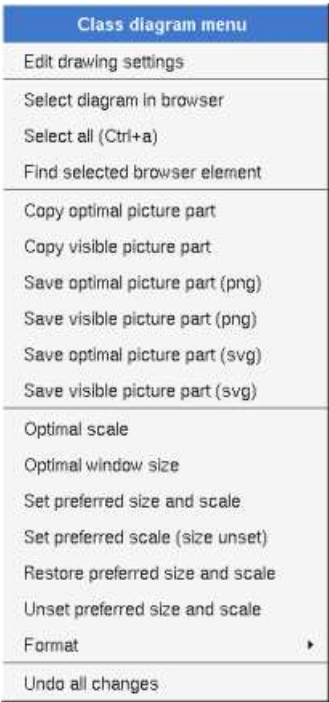 Class diagram menu
Edit drawing settings
Select diagram in browser
Select all (Ctrl+a)
Find selected browser element
Copy optimal picture part
Copy visible picture part
Save optimal picture part (png)
Save visible picture part (png)
Save optimal picture part (svg)
Save visible picture part (svg)
Optimal scale
Optimal window size
Set preferred size and scale
Set preferred scale (size unset)
Restore preferred size and scale
Unset preferred size and scale
Format
Undo all changes